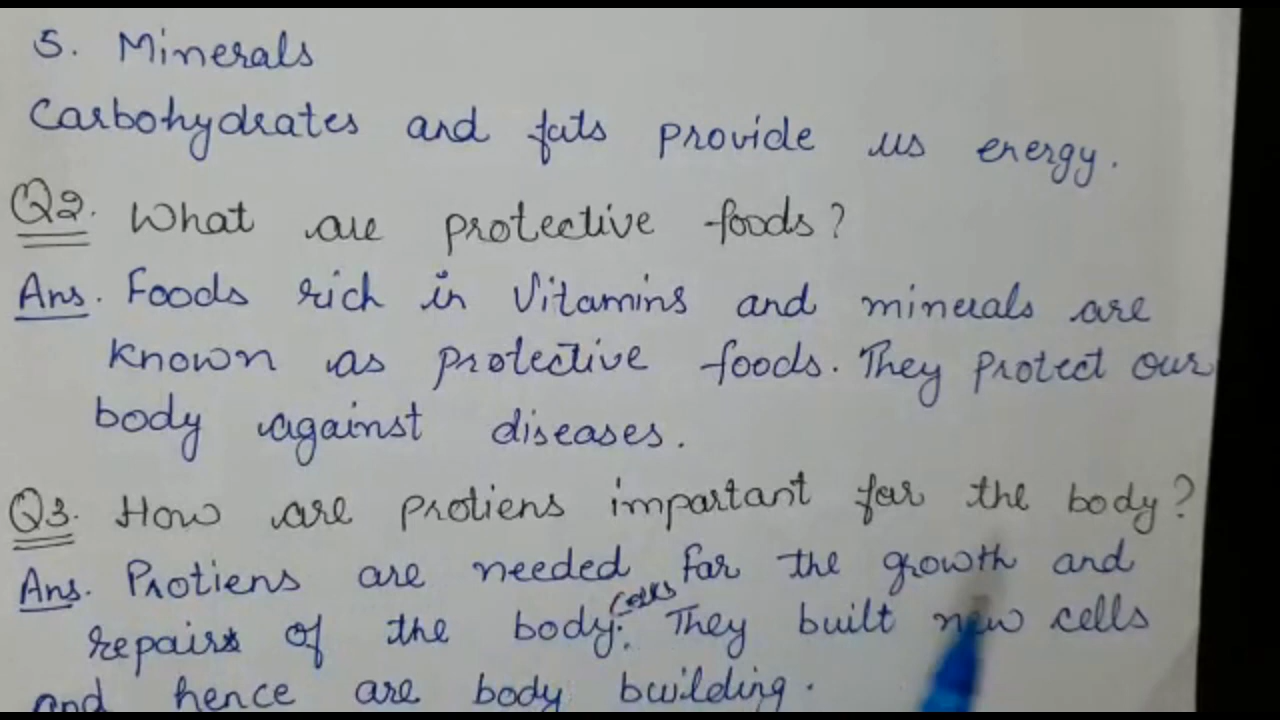 5. Minerals
Carbohydrates and fats provide us energy.
Q2. What are protective foods?
Ans. Foods rich in Vitamins and minerals are
known as protective foods. They protect our
body against diseases.
Q3. How are protiens important for the body?
Ans. Protiens are needed for the growth and
cells
repairs of the body. They built new cells
and hence are body building.